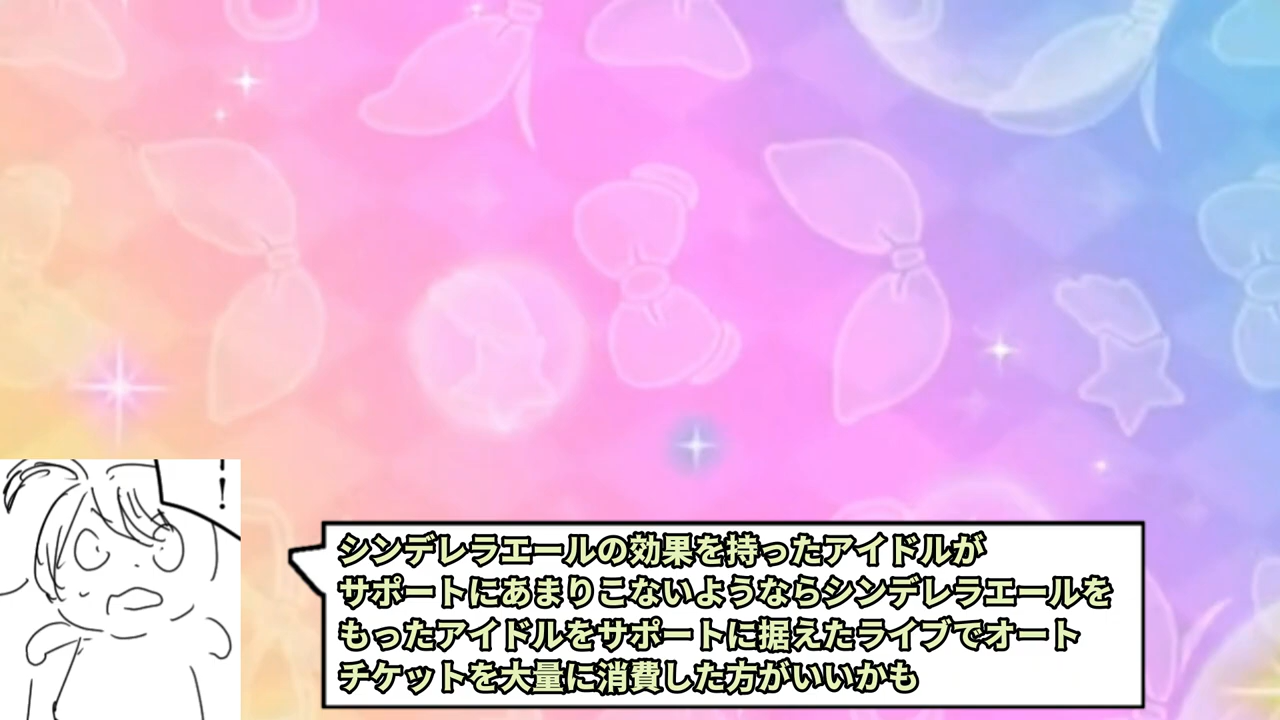 !
シンデレラエールの効果を持ったアイドルが
サポートにあまりこないようならシンデレラエールを
もったアイドルをサポートに据えたライブでオート
チケットを大量に消費した方がいいかも